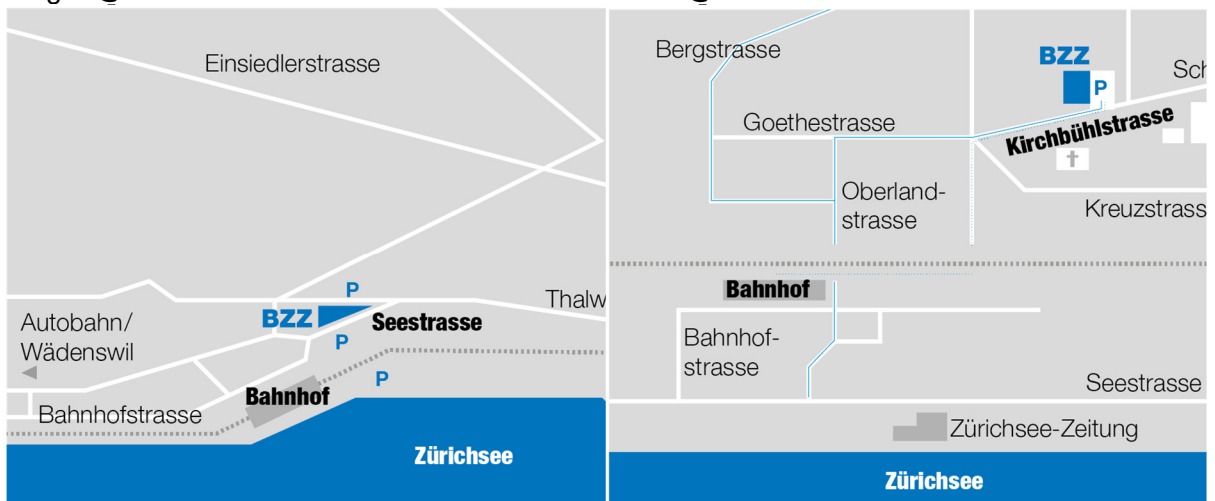 Einsiedlerstrasse
P
BZZ
Seestrasse
Thalw
Autobahn/
Wädenswil
P
P
Bahnhof
Bahnhofstrasse
Zürichsee
Bergstrasse
BZZ
P
Sch
Goethestrasse
Kirchbühlstrasse
Oberland-
strasse
Kreuzstrass
Bahnhof
Bahnhof-
strasse
Seestrasse
Zürichsee-Zeitung
Zürichsee